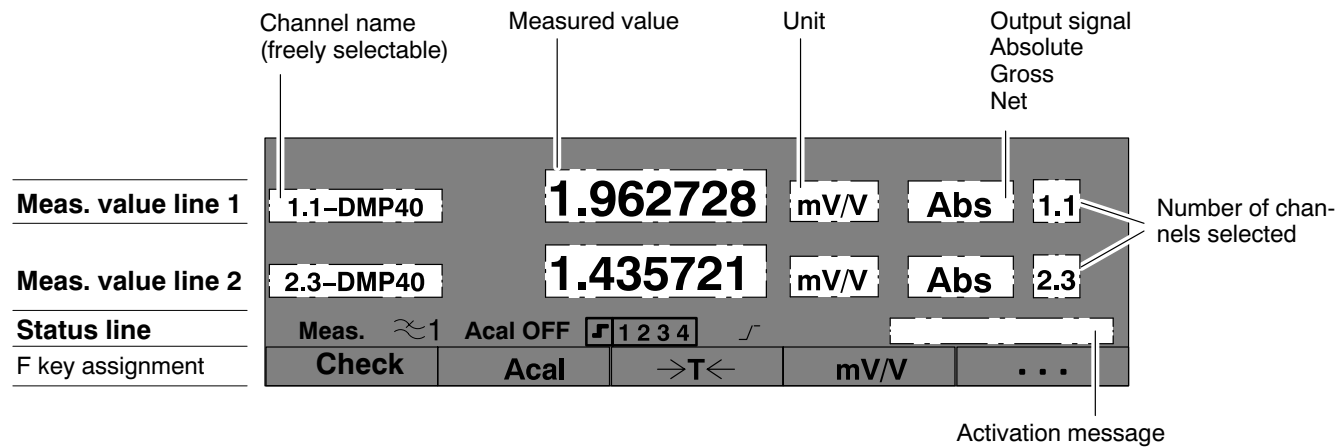 Channel name
(freely selectable)
Measured value
Unit
Output signal
Absolute
Gross
Net
Meas. value line 1
1.1–DMP40
1.962728
mV/V
Abs
1.1
Number of chan-
nels selected
Meas. value line 2
2.3–DMP40
1.435721
mV/V
Abs
2.3
Status line
Meas. 1 Acal OFF 1 2 3 4
F key assignment
Check
Acal
→T←
mV/V
. . .
Activation message